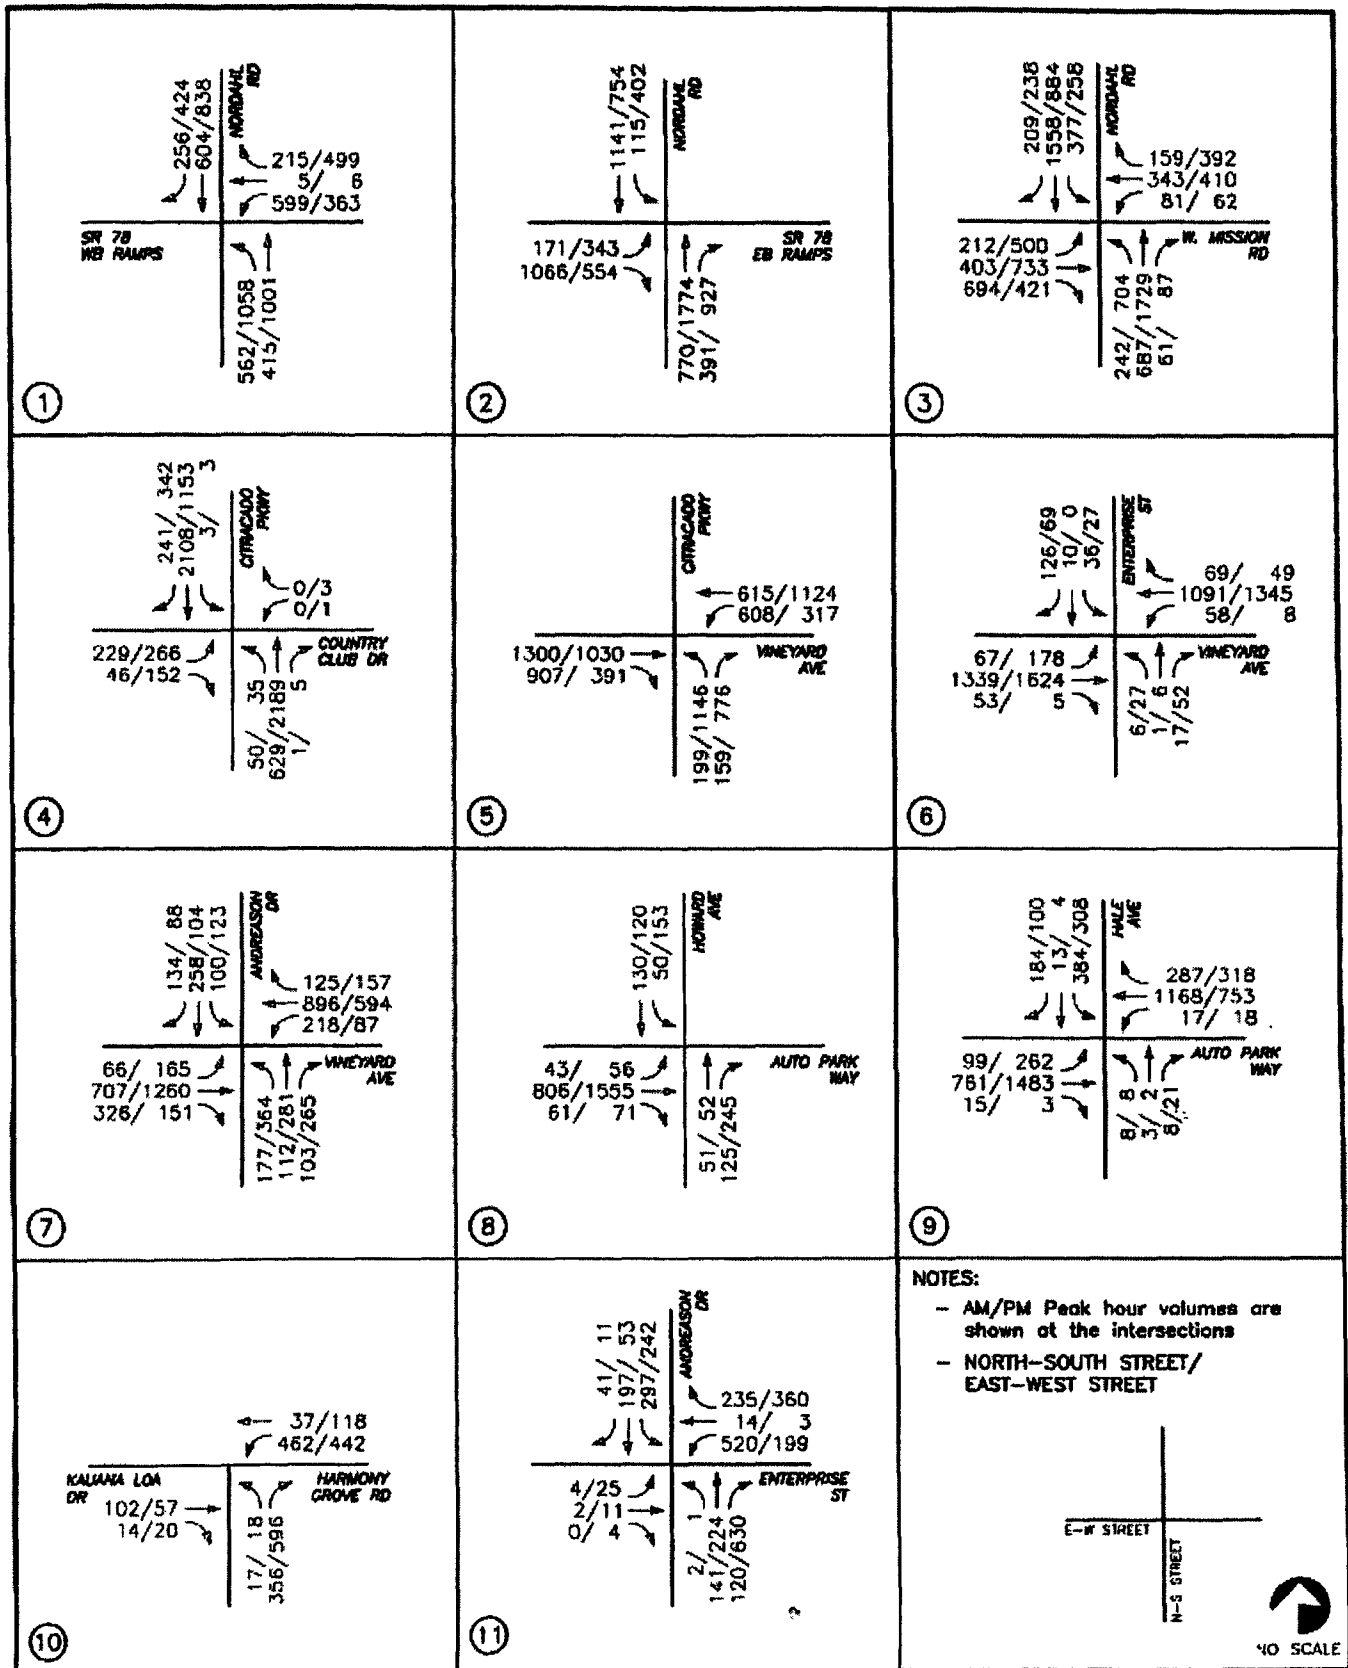 256/424
604/838
NORDAHL
RD
215/499
5/ 6
599/363
SR 78
WB RAMPS
562/1058
415/1001
1
1141/754
115/402
NORDAHL
RD
171/343
1066/554
SR 78
EB RAMPS
770/1774
391/ 927
2
209/238
1558/884
377/258
NORDAHL
RD
159/392
343/410
81/ 62
212/500
403/733
694/421
W. MISSION
RD
242/ 704
687/1729
61/ 87
3
241/ 342
2108/1153
3/ 3
CITRACADO
PKWY
0/3
0/1
229/266
46/152
COUNTRY
CLUB DR
50/ 35
629/2189
1/ 5
4
CITRACADO
PKWY
615/1124
608/ 317
1300/1030
907/ 391
VINEYARD
AVE
199/1146
159/ 776
5
126/69
10/ 0
36/27
ENTERPRISE
ST
69/ 49
1091/1345
58/ 8
67/ 178
1339/1624
53/ 5
VINEYARD
AVE
6/27
1/ 6
17/52
6
134/ 88
258/104
100/123
ANDREASON
DR
125/157
896/594
218/87
66/ 165
707/1260
326/ 151
VINEYARD
AVE
177/364
112/281
103/265
7
130/120
50/153
HOWARD
AVE
43/ 56
806/1555
61/ 71
AUTO PARK
WAY
51/ 52
125/245
8
184/100
13/ 4
384/308
HALE
AVE
287/318
1168/753
17/ 18
99/ 262
761/1483
15/ 3
AUTO PARK
WAY
8/ 8
3/ 2
8/21
9
37/118
462/442
KAUANA LOA
DR
102/57
14/20
HARMONY
GROVE RD
17/ 18
356/596
10
41/ 11
197/ 53
297/242
ANDREASON
DR
235/360
14/ 3
520/199
4/25
2/11
0/ 4
ENTERPRISE
ST
2/ 1
141/224
120/630
11
NOTES:
- AM/PM Peak hour volumes are
shown at the intersections
- NORTH-SOUTH STREET/
EAST-WEST STREET
E-W STREET
N-S STREET
NO SCALE